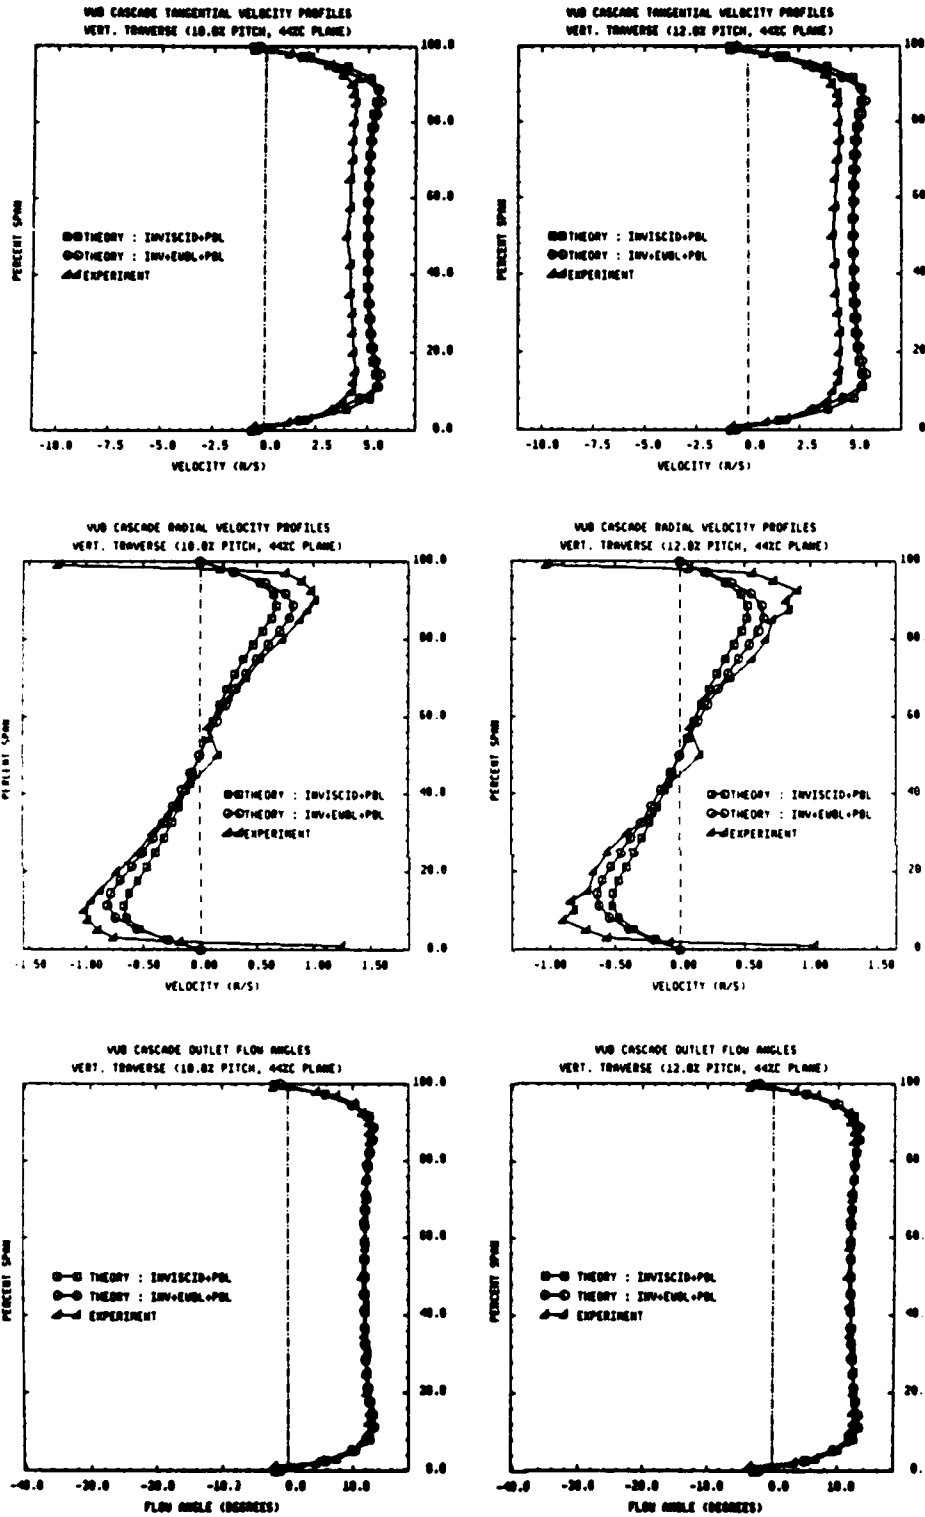 VUB CASCADE TANGENTIAL VELOCITY PROFILES
VERT. TRAVERSE (10.0% PITCH, 44%C PLANE)
100.0
80.0
60.0
40.0
20.0
0.0
PERCENT SPAN
THEORY : INVISCID+PBL
THEORY : INV+EWBL+PBL
EXPERIMENT
-10.0 -7.5 -5.0 -2.5 0.0 2.5 5.0
VELOCITY (M/S)
VUB CASCADE TANGENTIAL VELOCITY PROFILES
VERT. TRAVERSE (12.0% PITCH, 44%C PLANE)
100.
80
60.
40.
20.
0.
PERCENT SPAN
THEORY : INVISCID+PBL
THEORY : INV+EWBL+PBL
EXPERIMENT
-10.0 -7.5 -5.0 -2.5 0.0 2.5 5.0
VELOCITY (M/S)
VUB CASCADE RADIAL VELOCITY PROFILES
VERT. TRAVERSE (10.0% PITCH, 44%C PLANE)
100.0
80.0
60.0
40.0
20.0
0.0
PERCENT SPAN
THEORY : INVISCID+PBL
THEORY : INV+EWBL+PBL
EXPERIMENT
-1.50 -1.00 -0.50 0.00 0.50 1.00 1.50
VELOCITY (M/S)
VUB CASCADE RADIAL VELOCITY PROFILES
VERT. TRAVERSE (12.0% PITCH, 44%C PLANE)
100.
80.
60.
40.
20.
0.
PERCENT SPAN
THEORY : INVISCID+PBL
THEORY : INV+EWBL+PBL
EXPERIMENT
-1.00 -0.50 0.00 0.50 1.00 1.50
VELOCITY (M/S)
VUB CASCADE OUTLET FLOW ANGLES
VERT. TRAVERSE (10.0% PITCH, 44%C PLANE)
100.0
80.0
60.0
40.0
20.0
0.0
PERCENT SPAN
THEORY : INVISCID+PBL
THEORY : INV+EWBL+PBL
EXPERIMENT
-40.0 -30.0 -20.0 -10.0 0.0 10.0
FLOW ANGLE (DEGREES)
VUB CASCADE OUTLET FLOW ANGLES
VERT. TRAVERSE (12.0% PITCH, 44%C PLANE)
100
80.
60.
40.
20.
0.
PERCENT SPAN
THEORY : INVISCID+PBL
THEORY : INV+EWBL+PBL
EXPERIMENT
-40.0 -30.0 -20.0 -10.0 0.0 10.0
FLOW ANGLE (DEGREES)